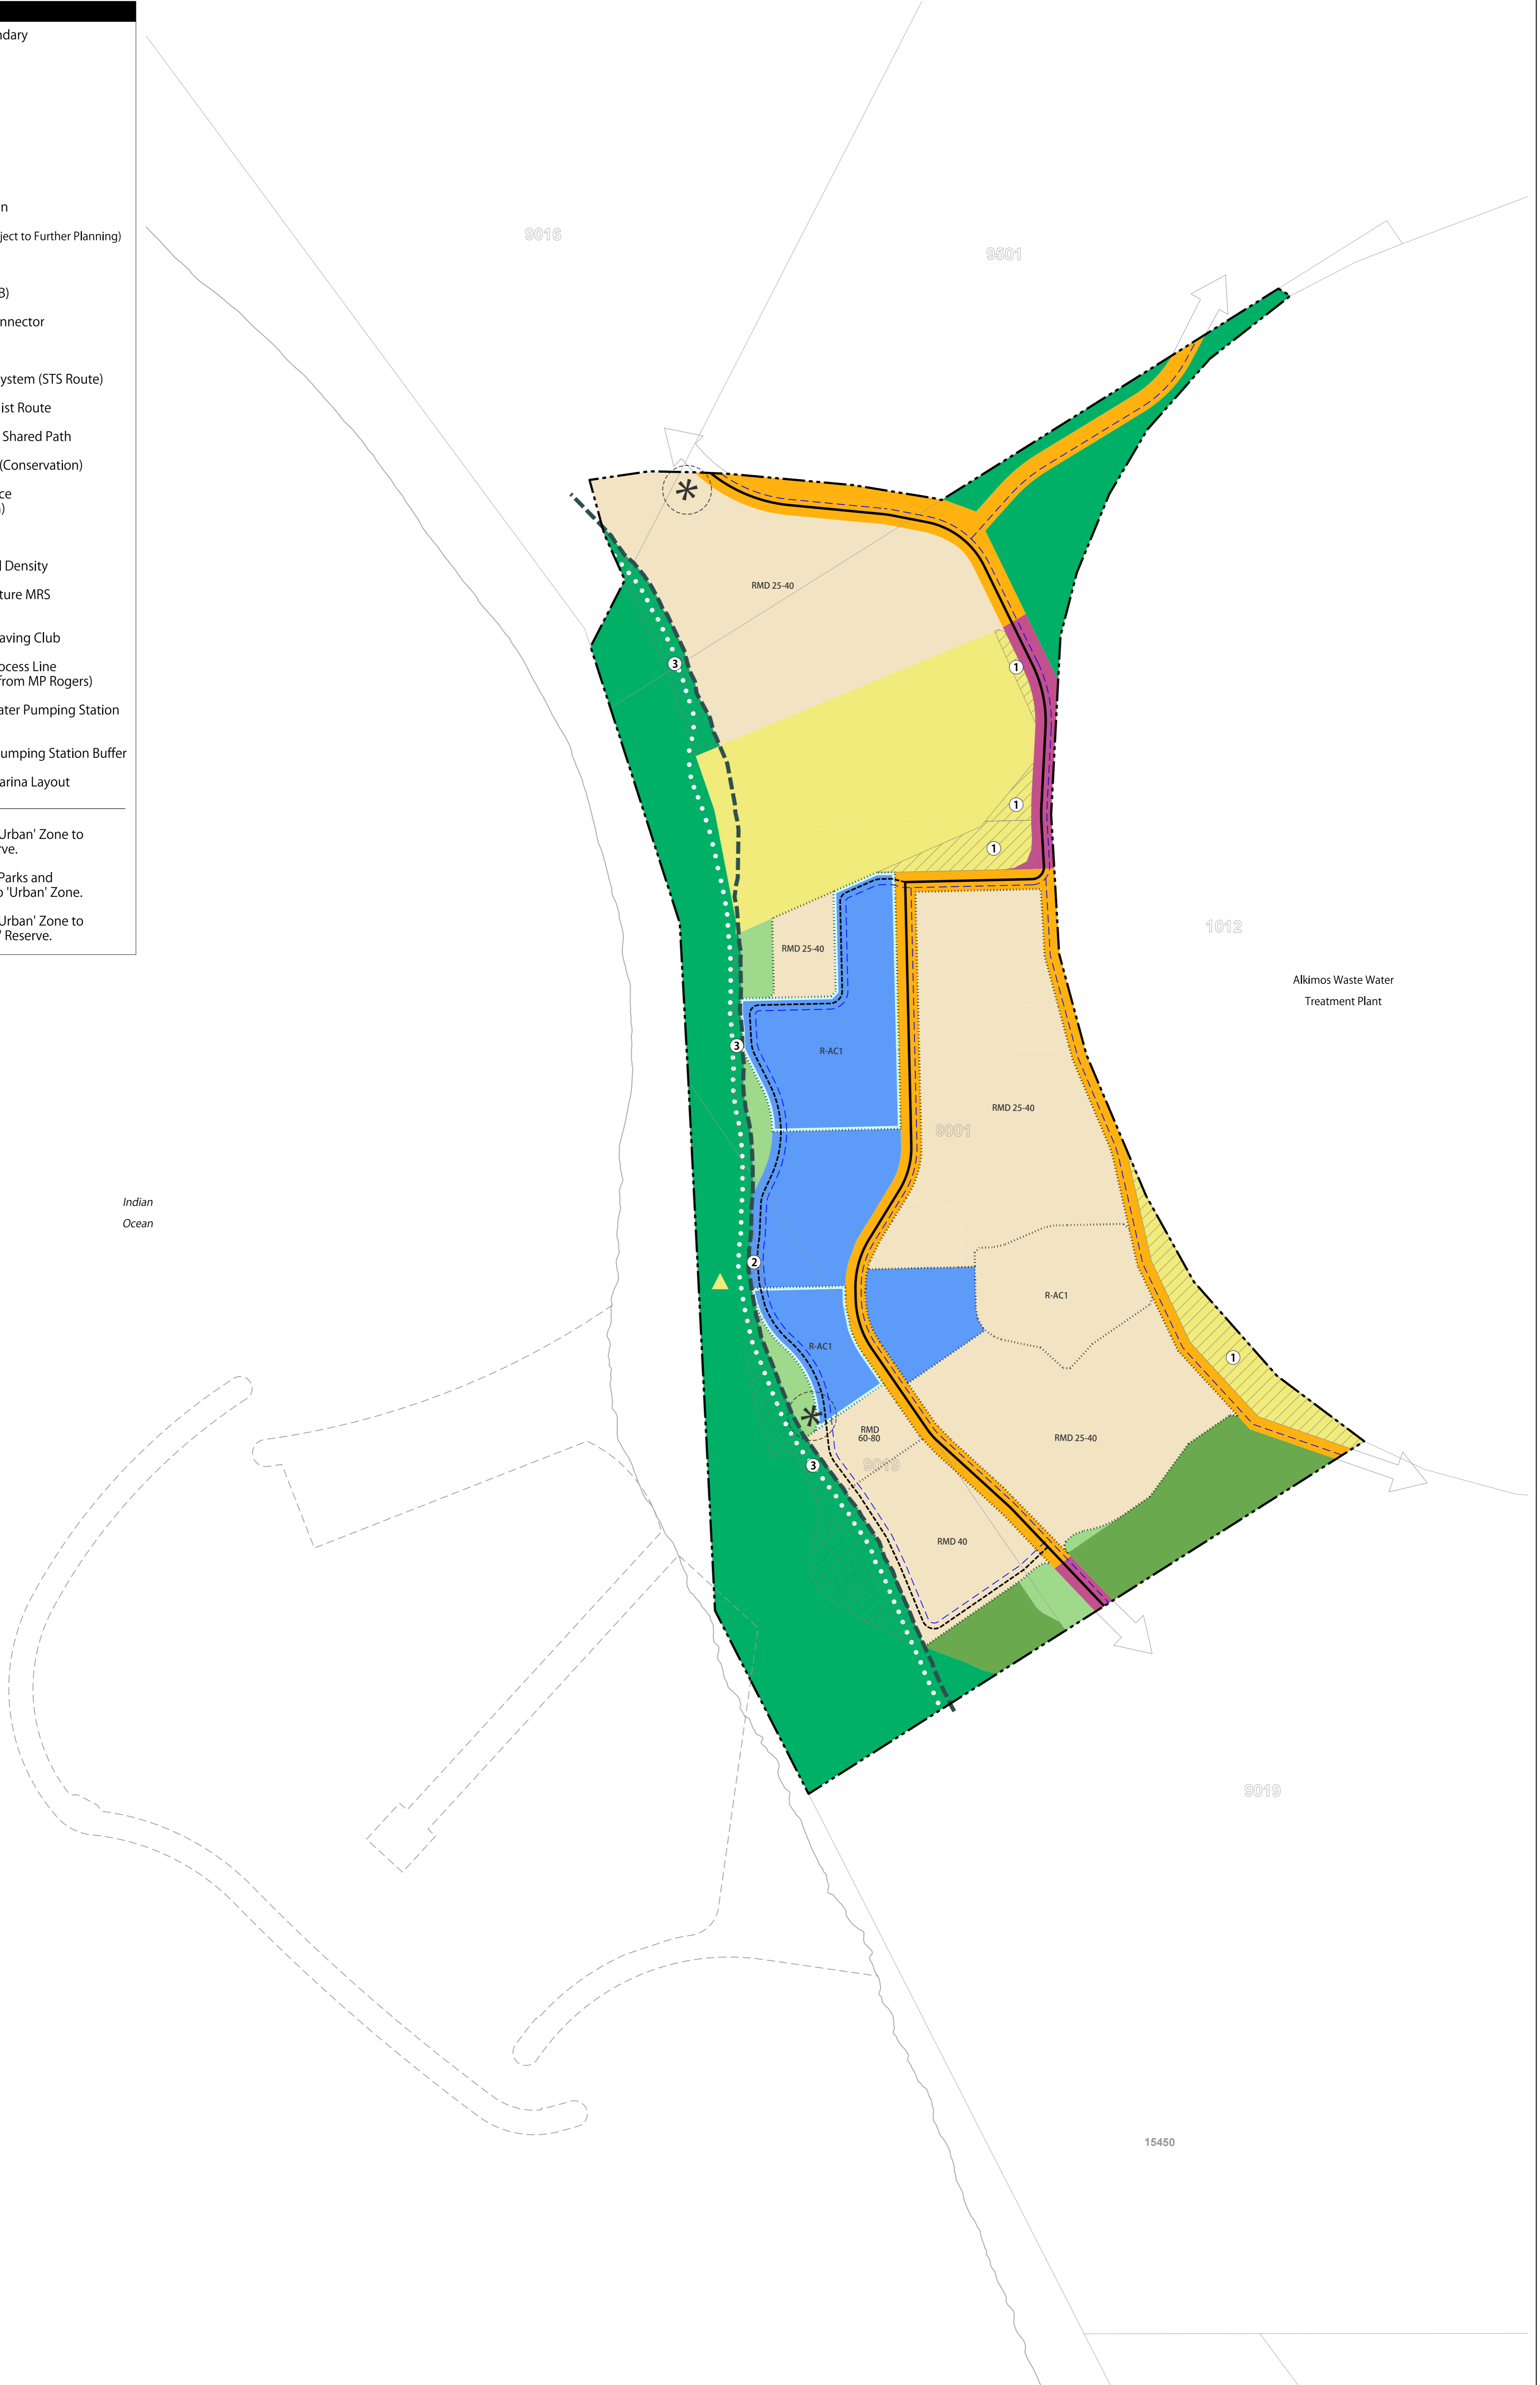 ndary
n
ject to Further Planning)
B)
nnector
ystem (STS Route)
ist Route
Shared Path
(Conservation)
ce
n)
l Density
ture MRS
aving Club
ocess Line
from MP Rogers)
ater Pumping Station
umping Station Buffer
arina Layout
Urban' Zone to
rve.
Parks and
o 'Urban' Zone.
Urban' Zone to
' Reserve.
9016
9501
RMD 25-40
3
1
1
1
1012
RMD 25-40
Alkimos Waste Water
Treatment Plant
3
R-AC1
RMD 25-40
9001
Indian
Ocean
2
R-AC1
R-AC1
1
RMD
60-80
RMD 25-40
9019
3
RMD 40
9019
15450